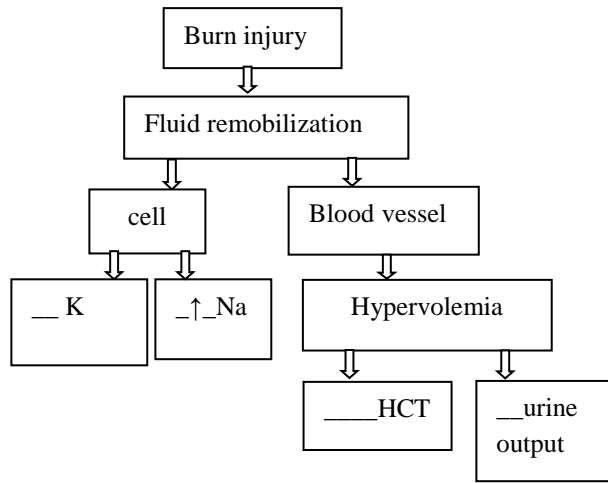 Burn injury
Fluid remobilization
cell
Blood vessel
__ K
_↑_Na
Hypervolemia
____HCT
__urine
output